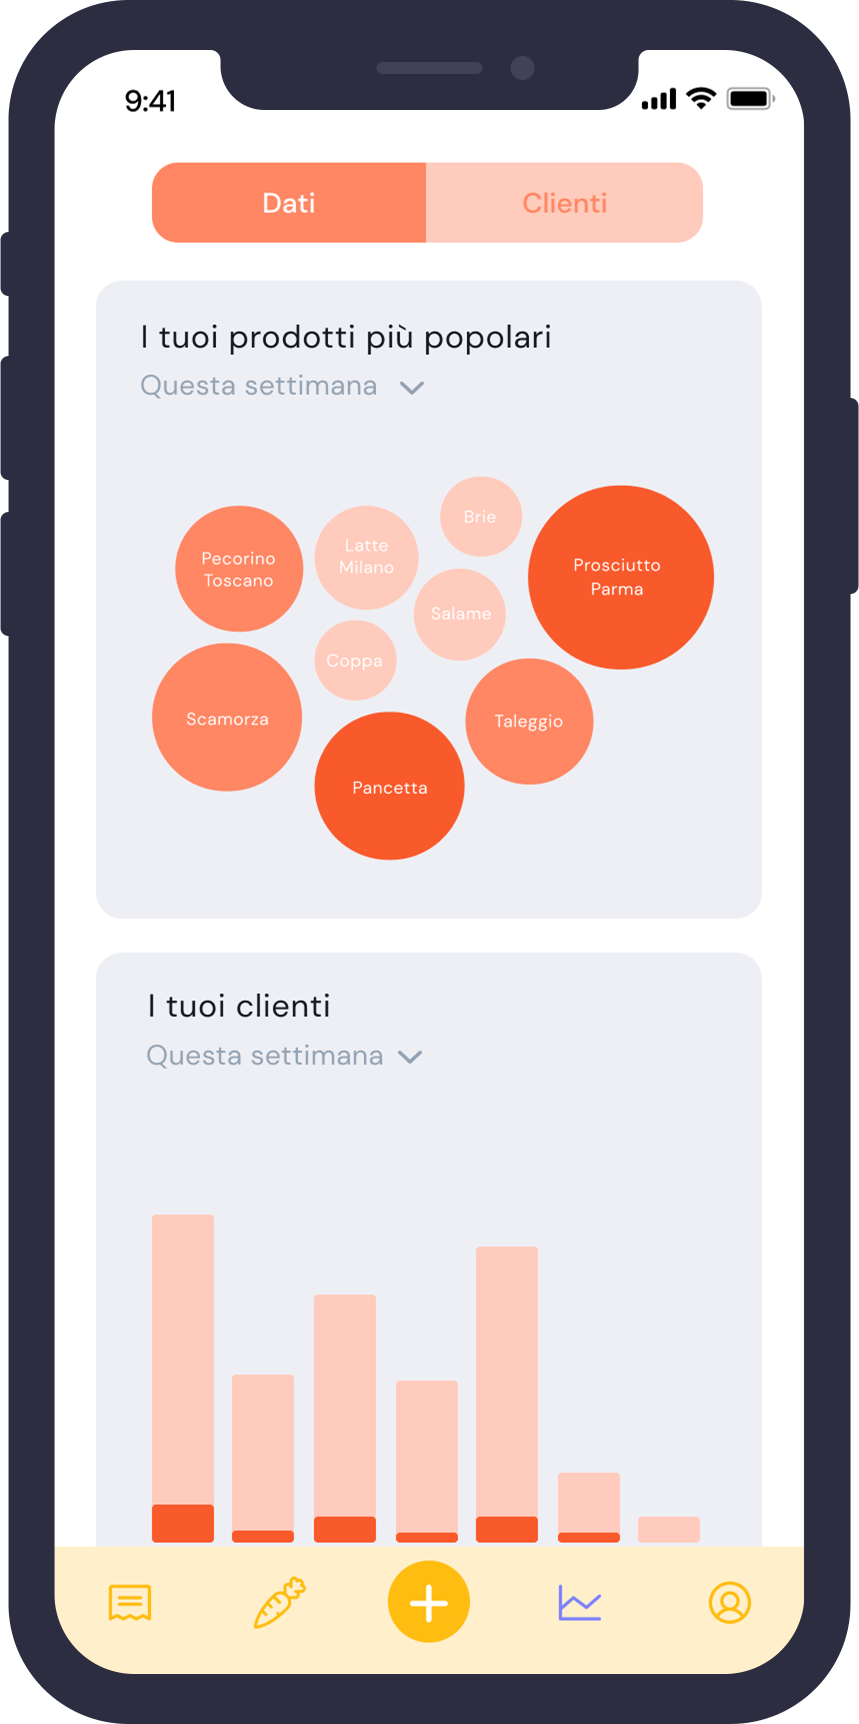 9:41
Dati
Clienti
I tuoi prodotti più popolari
Questa settimana
Brie
Latte
Milano
Pecorino
Toscano
Prosciutto
Parma
Salame
Coppa
Scamorza
Taleggio
Pancetta
I tuoi clienti
Questa settimana